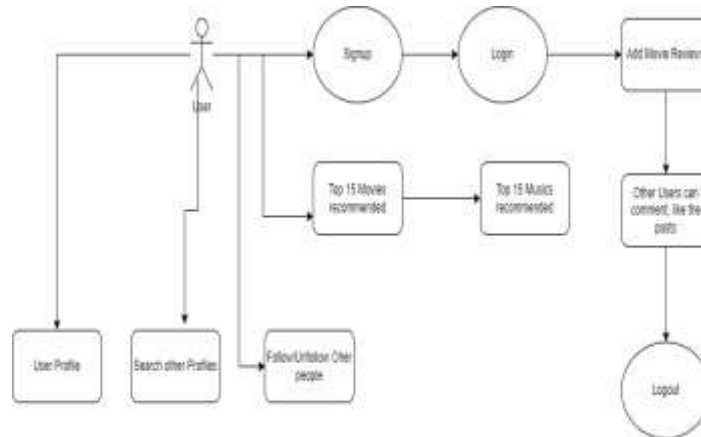 Signup
Login
Add Movie Reviews
User
Top 15 Movies
recommended
Top 15 Musics
recommended
Other Users can
comment, like the
posts
User Profile
Search other Profiles
Follow/Unfollow Other
people
Logout